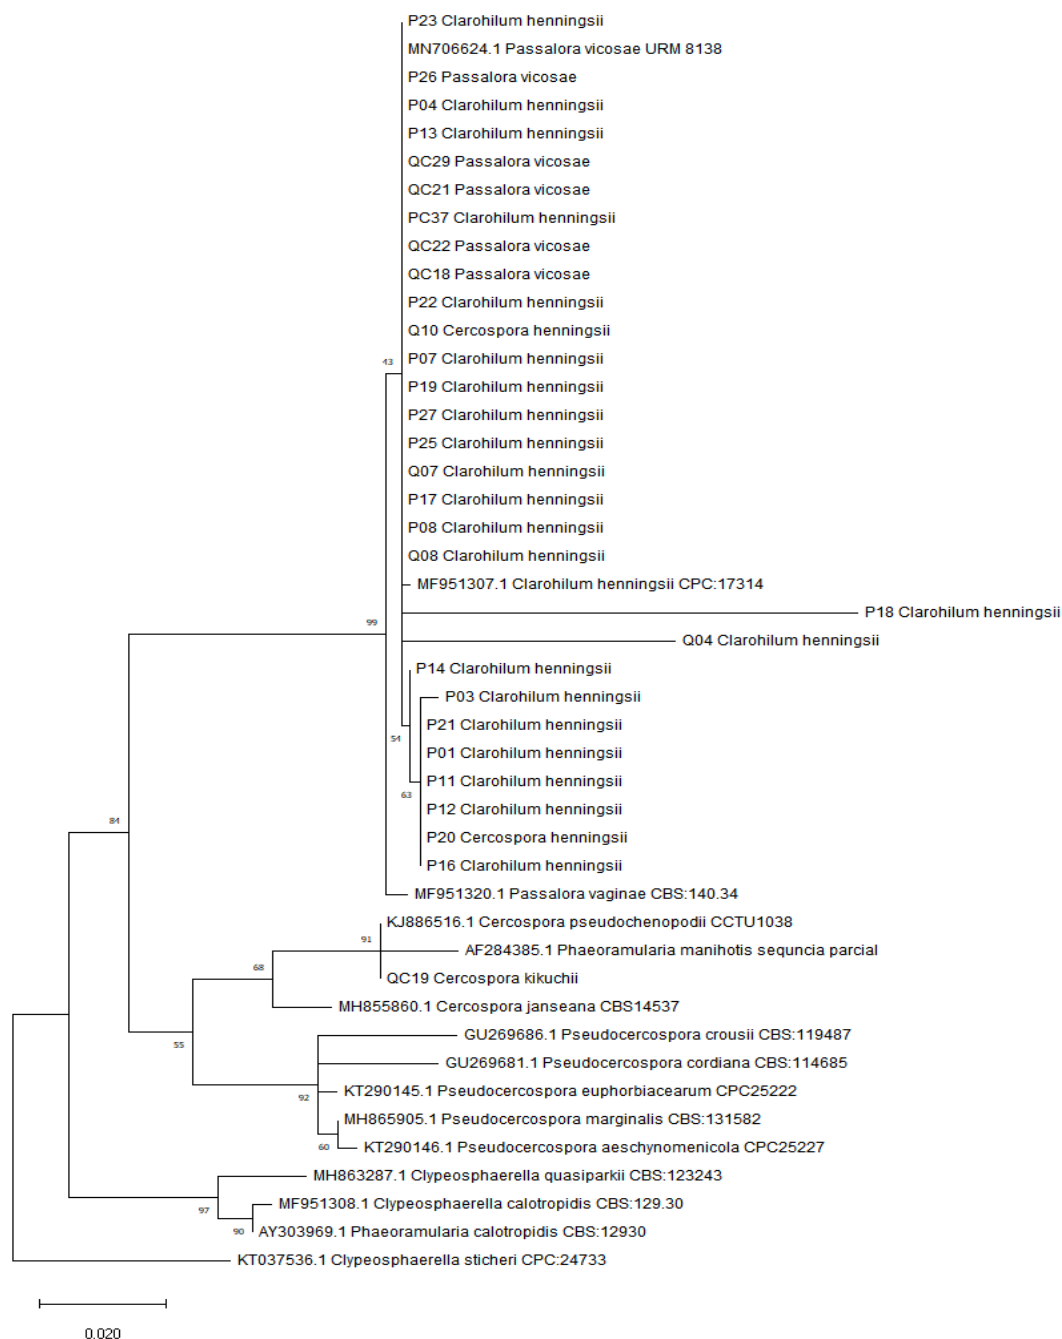 P23 Clarohilum henningsii
MN706624.1 Passalora vicosae URM 8138
P26 Passalora vicosae
P04 Clarohilum henningsii
P13 Clarohilum henningsii
QC29 Passalora vicosae
QC21 Passalora vicosae
PC37 Clarohilum henningsii
QC22 Passalora vicosae
QC18 Passalora vicosae
P22 Clarohilum henningsii
Q10 Cercospora henningsii
43
P07 Clarohilum henningsii
P19 Clarohilum henningsii
P27 Clarohilum henningsii
P25 Clarohilum henningsii
Q07 Clarohilum henningsii
P17 Clarohilum henningsii
P08 Clarohilum henningsii
Q08 Clarohilum henningsii
MF951307.1 Clarohilum henningsii CPC:17314
P18 Clarohilum henningsii
99
Q04 Clarohilum henningsii
P14 Clarohilum henningsii
P03 Clarohilum henningsii
P21 Clarohilum henningsii
54
P01 Clarohilum henningsii
P11 Clarohilum henningsii
63
P12 Clarohilum henningsii
84
P20 Cercospora henningsii
P16 Clarohilum henningsii
MF951320.1 Passalora vaginae CBS:140.34
KJ886516.1 Cercospora pseudochenopodii CCTU1038
91
AF284385.1 Phaeoramularia manihotis sequncia parcial
68
QC19 Cercospora kikuchii
MH855860.1 Cercospora janseana CBS14537
GU269686.1 Pseudocercospora crousii CBS:119487
55
GU269681.1 Pseudocercospora cordiana CBS:114685
KT290145.1 Pseudocercospora euphorbiacearum CPC25222
92
MH865905.1 Pseudocercospora marginalis CBS:131582
60
KT290146.1 Pseudocercospora aeschynomenicola CPC25227
MH863287.1 Clypeosphaerella quasiparkii CBS:123243
MF951308.1 Clypeosphaerella calotropidis CBS:129.30
97
90
AY303969.1 Phaeoramularia calotropidis CBS:12930
KT037536.1 Clypeosphaerella sticheri CPC:24733
0.020